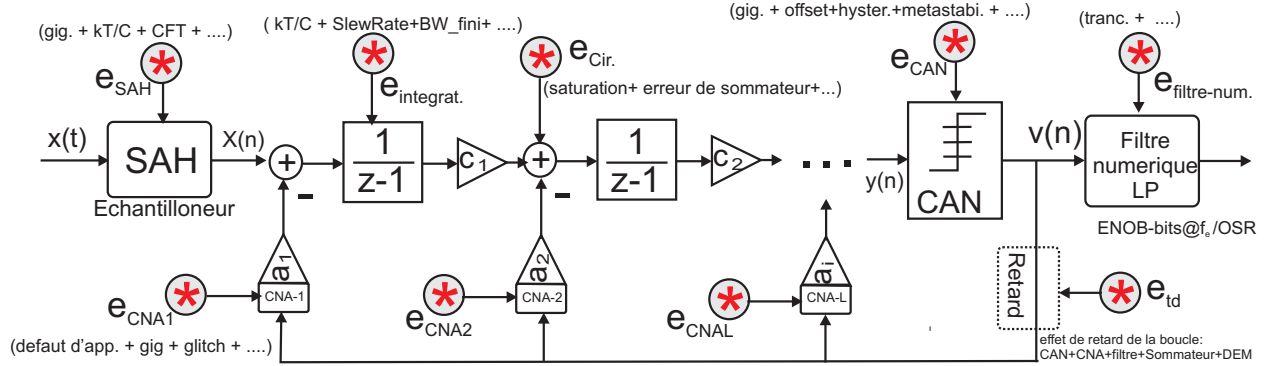 (gig. + kT/C + CFT + ....)
( kT/C + SlewRate+BW_fini+ ....)
(gig. + offset+hyster.+metastabi. + ....)
(tranc. + ....)
e_SAH
e_integrat.
e_Cir.
(saturation+ erreur de sommateur+...)
e_CAN
e_filtre-num.
x(t)
SAH
X(n)
+
1
z-1
c_1
+
1
z-1
c_2
....
y(n)
CAN
v(n)
Filtre
numerique
LP
Echantilloneur
−
−
ENOB-bits@f_e/OSR
a_1
CNA-1
a_2
CNA-2
a_i
CNA-L
Retard
e_CNA1
e_CNA2
e_CNAL
e_td
(defaut d'app. + gig + glitch + ....)
effet de retard de la boucle:
CAN+CNA+filtre+Sommateur+DEM